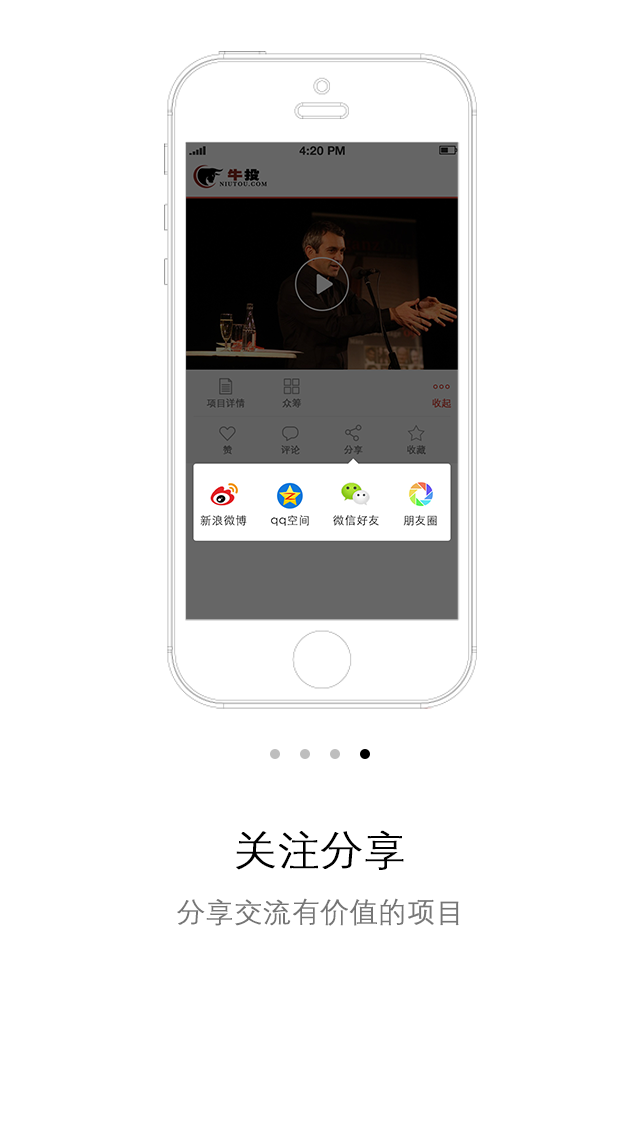 4:20 PM
牛投
NIUTOU.COM
项目详情 众筹 收起
赞 评论 分享 收藏
新浪微博 qq空间 微信好友 朋友圈
关注分享
分享交流有价值的项目